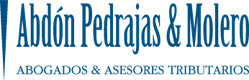 Abdón Pedrajas & Molero
ABOGADOS & ASESORES TRIBUTARIOS